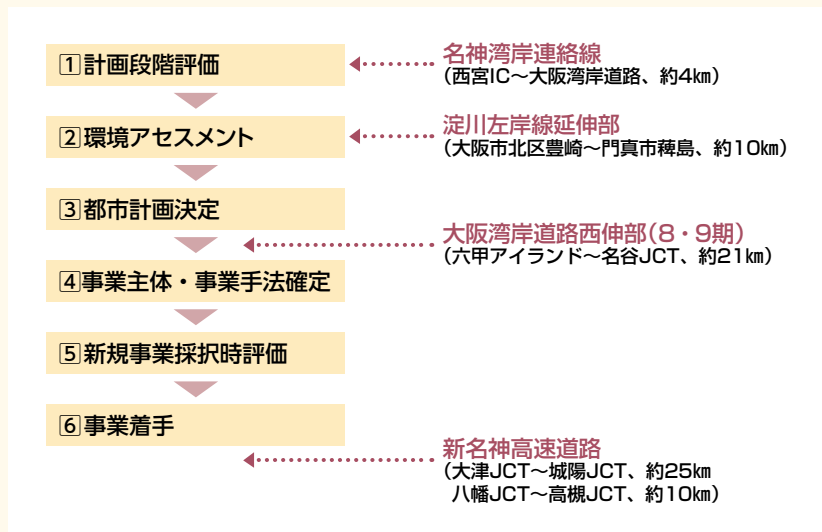 1計画段階評価
名神湾岸連絡線
(西宮IC～大阪湾岸道路、約4㎞)
2環境アセスメント
淀川左岸線延伸部
(大阪市北区豊崎～門真市薭島、約10㎞)
3都市計画決定
大阪湾岸道路西伸部(8・9期)
(六甲アイランド～名谷JCT、約21㎞)
4事業主体・事業手法確定
5新規事業採択時評価
6事業着手
新名神高速道路
(大津JCT～城陽JCT、約25㎞
八幡JCT～高槻JCT、約10㎞)